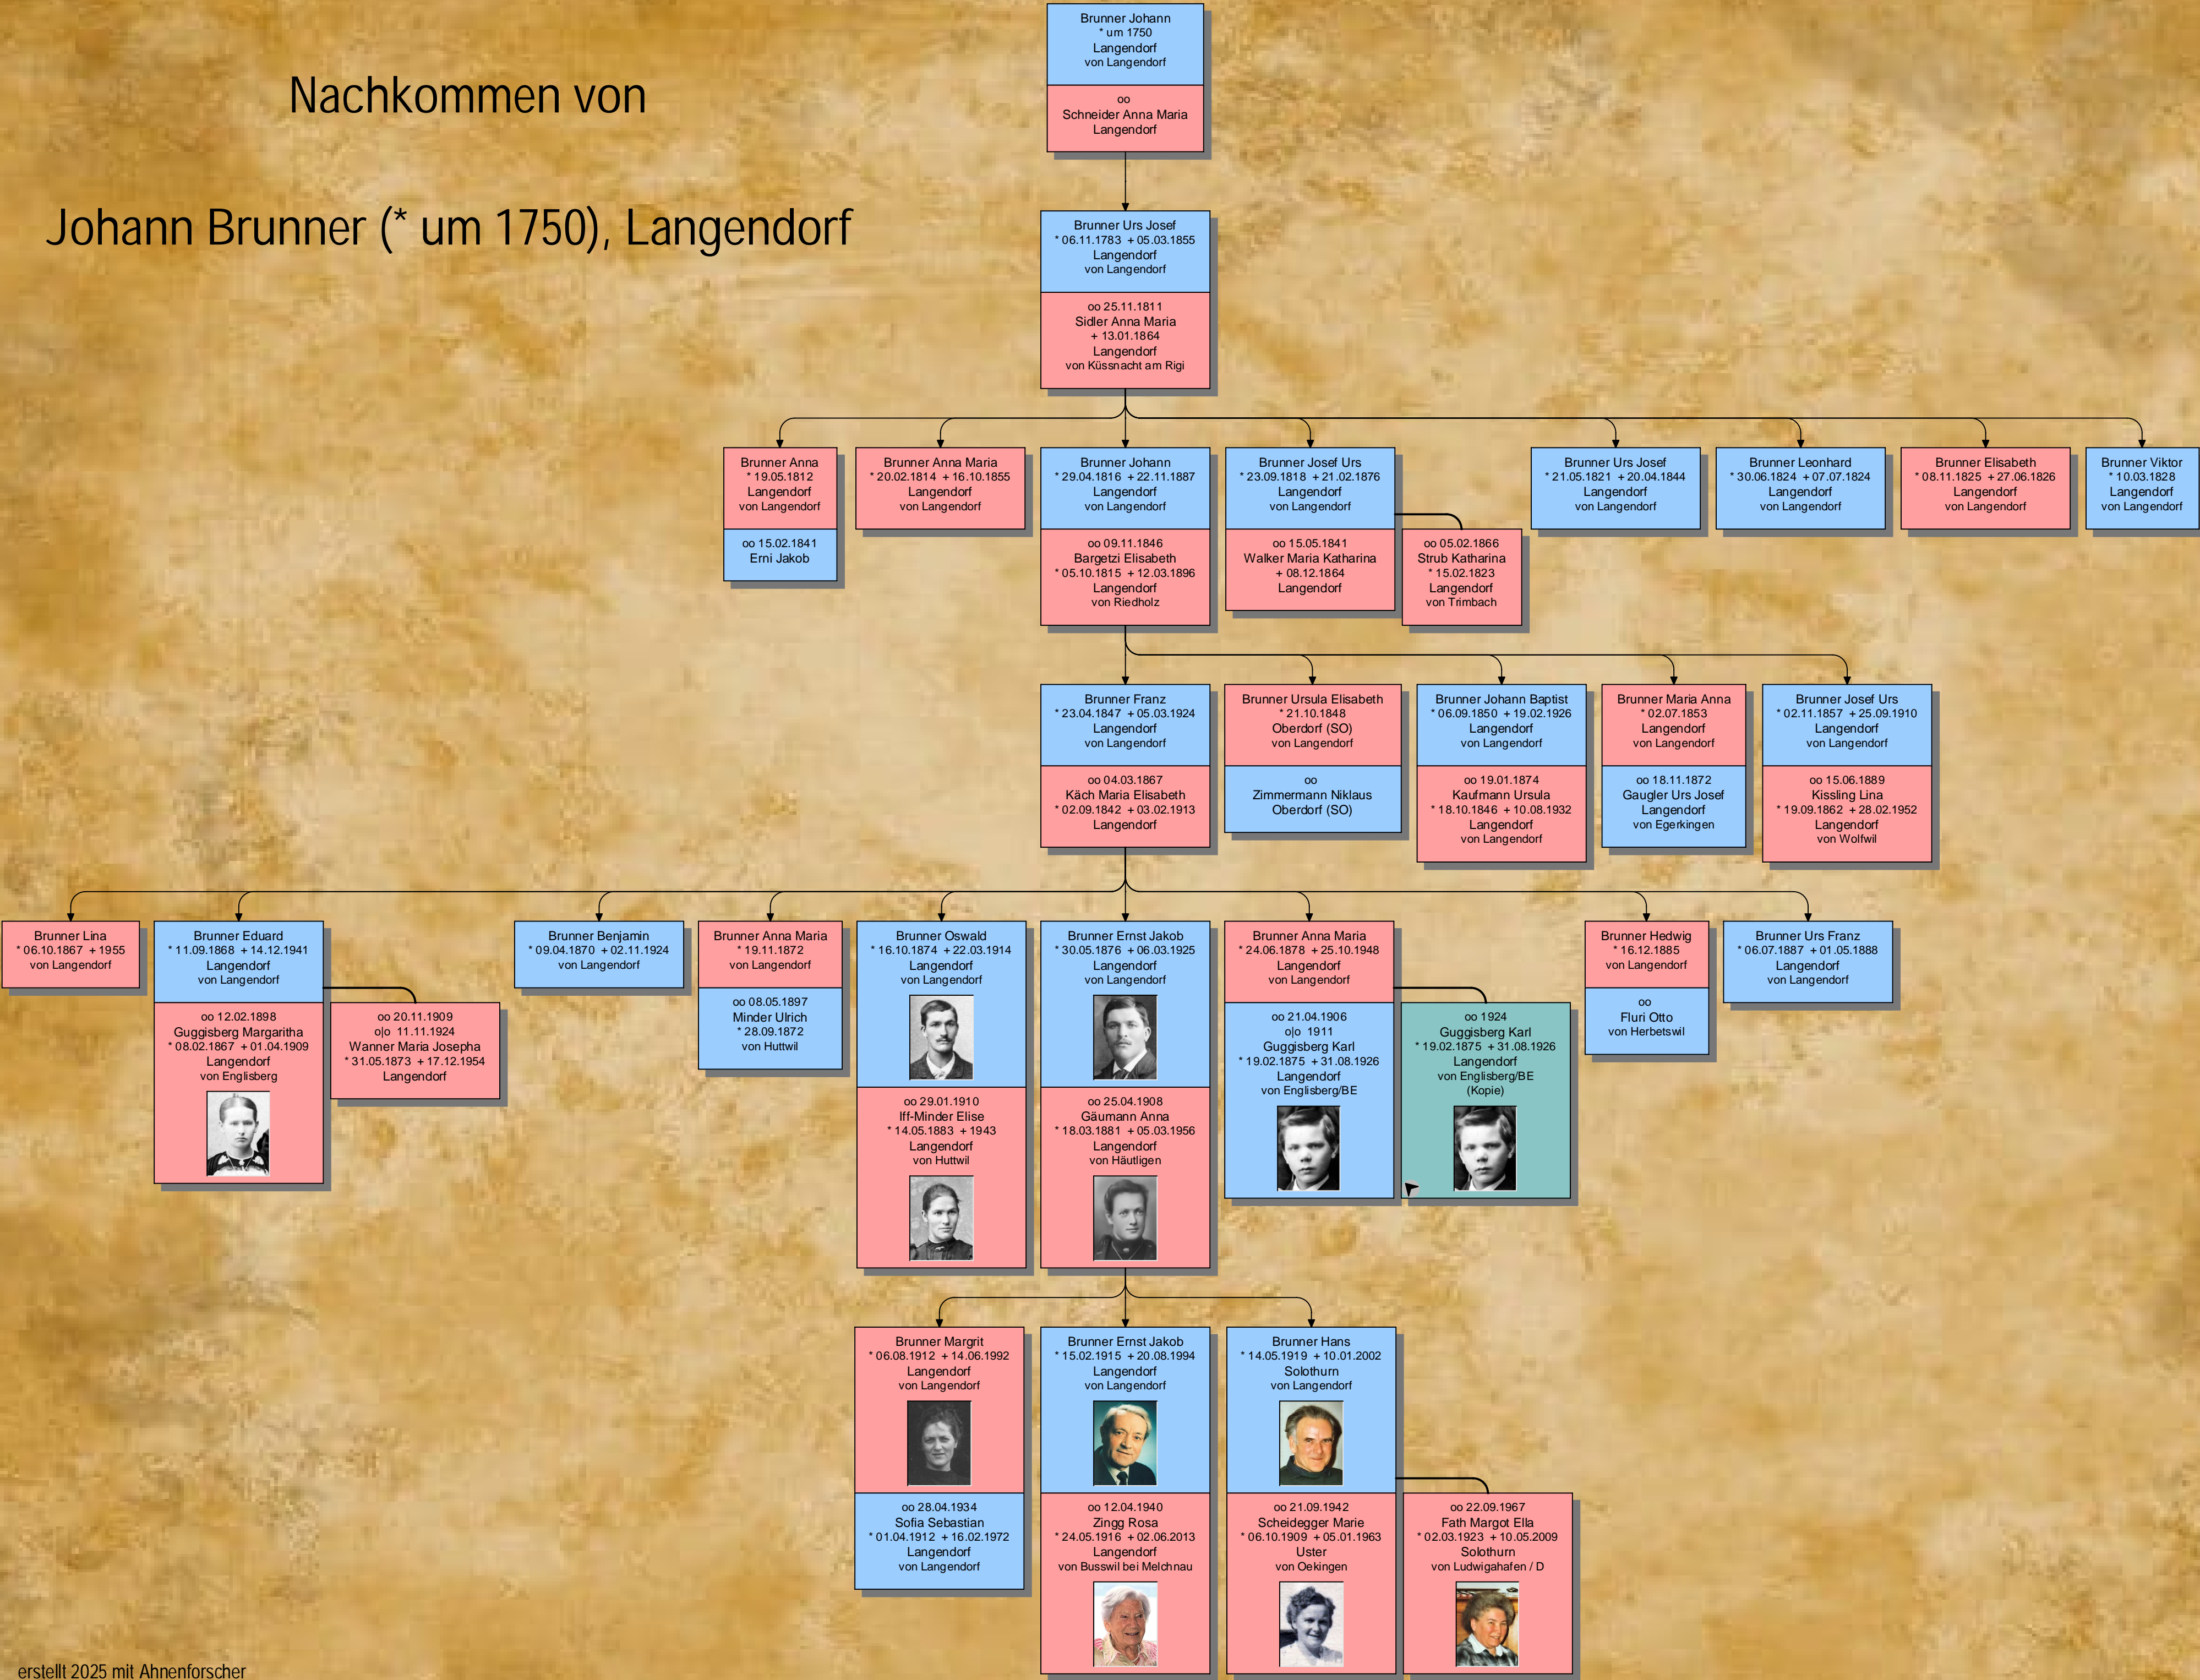 Nachkommen von
Johann Brunner (* um 1750), Langendorf
Brunner Johann
* um 1750
Langendorf
von Langendorf
oo
Schneider Anna Maria
Langendorf
Brunner Urs Josef
* 06.11.1783 + 05.03.1855
Langendorf
von Langendorf
oo 25.11.1811
Sidler Anna Maria
+ 13.01.1864
Langendorf
von Küssnacht am Rigi
Brunner Anna
* 19.05.1812
Langendorf
von Langendorf
oo 15.02.1841
Erni Jakob
Brunner Anna Maria
* 20.02.1814 + 16.10.1855
Langendorf
von Langendorf
Brunner Johann
* 29.04.1816 + 22.11.1887
Langendorf
von Langendorf
oo 09.11.1846
Bargetzi Elisabeth
* 05.10.1815 + 12.03.1896
Langendorf
von Riedholz
Brunner Josef Urs
* 23.09.1818 + 21.02.1876
Langendorf
von Langendorf
oo 15.05.1841
Walker Maria Katharina
+ 08.12.1864
Langendorf
oo 05.02.1866
Strub Katharina
* 15.02.1823
Langendorf
von Trimbach
Brunner Urs Josef
* 21.05.1821 + 20.04.1844
Langendorf
von Langendorf
Brunner Leonhard
* 30.06.1824 + 07.07.1824
Langendorf
von Langendorf
Brunner Elisabeth
* 08.11.1825 + 27.06.1826
Langendorf
von Langendorf
Brunner Viktor
* 10.03.1828
Langendorf
von Langendorf
Brunner Franz
* 23.04.1847 + 05.03.1924
Langendorf
von Langendorf
oo 04.03.1867
Käch Maria Elisabeth
* 02.09.1842 + 03.02.1913
Langendorf
Brunner Ursula Elisabeth
* 21.10.1848
Oberdorf (SO)
von Langendorf
oo
Zimmermann Niklaus
Oberdorf (SO)
Brunner Johann Baptist
* 06.09.1850 + 19.02.1926
Langendorf
von Langendorf
oo 19.01.1874
Kaufmann Ursula
* 18.10.1846 + 10.08.1932
Langendorf
von Langendorf
Brunner Maria Anna
* 02.07.1853
Langendorf
von Langendorf
oo 18.11.1872
Gaugler Urs Josef
Langendorf
von Egerkingen
Brunner Josef Urs
* 02.11.1857 + 25.09.1910
Langendorf
von Langendorf
oo 15.06.1889
Kissling Lina
* 19.09.1862 + 28.02.1952
Langendorf
von Wolfwil
Brunner Lina
* 06.10.1867 + 1955
von Langendorf
Brunner Eduard
* 11.09.1868 + 14.12.1941
Langendorf
von Langendorf
oo 12.02.1898
Guggisberg Margaritha
* 08.02.1867 + 01.04.1909
Langendorf
von Englisberg
oo 20.11.1909
o|o 11.11.1924
Wanner Maria Josepha
* 31.05.1873 + 17.12.1954
Langendorf
Brunner Benjamin
* 09.04.1870 + 02.11.1924
von Langendorf
Brunner Anna Maria
* 19.11.1872
von Langendorf
oo 08.05.1897
Minder Ulrich
* 28.09.1872
von Huttwil
Brunner Oswald
* 16.10.1874 + 22.03.1914
Langendorf
von Langendorf
oo 29.01.1910
Iff-Minder Elise
* 14.05.1883 + 1943
Langendorf
von Huttwil
Brunner Ernst Jakob
* 30.05.1876 + 06.03.1925
Langendorf
von Langendorf
oo 25.04.1908
Gäumann Anna
* 18.03.1881 + 05.03.1956
Langendorf
von Häutligen
Brunner Anna Maria
* 24.06.1878 + 25.10.1948
Langendorf
von Langendorf
oo 21.04.1906
o|o 1911
Guggisberg Karl
* 19.02.1875 + 31.08.1926
Langendorf
von Englisberg/BE
oo 1924
Guggisberg Karl
* 19.02.1875 + 31.08.1926
Langendorf
von Englisberg/BE
(Kopie)
Brunner Hedwig
* 16.12.1885
von Langendorf
oo
Fluri Otto
von Herbetswil
Brunner Urs Franz
* 06.07.1887 + 01.05.1888
Langendorf
von Langendorf
Brunner Margrit
* 06.08.1912 + 14.06.1992
Langendorf
von Langendorf
oo 28.04.1934
Sofia Sebastian
* 01.04.1912 + 16.02.1972
Langendorf
von Langendorf
Brunner Ernst Jakob
* 15.02.1915 + 20.08.1994
Langendorf
von Langendorf
oo 12.04.1940
Zingg Rosa
* 24.05.1916 + 02.06.2013
Langendorf
von Busswil bei Melchnau
Brunner Hans
* 14.05.1919 + 10.01.2002
Solothurn
von Langendorf
oo 21.09.1942
Scheidegger Marie
* 06.10.1909 + 05.01.1963
Uster
von Oekingen
oo 22.09.1967
Fath Margot Ella
* 02.03.1923 + 10.05.2009
Solothurn
von Ludwigahafen / D
erstellt 2025 mit Ahnenforscher